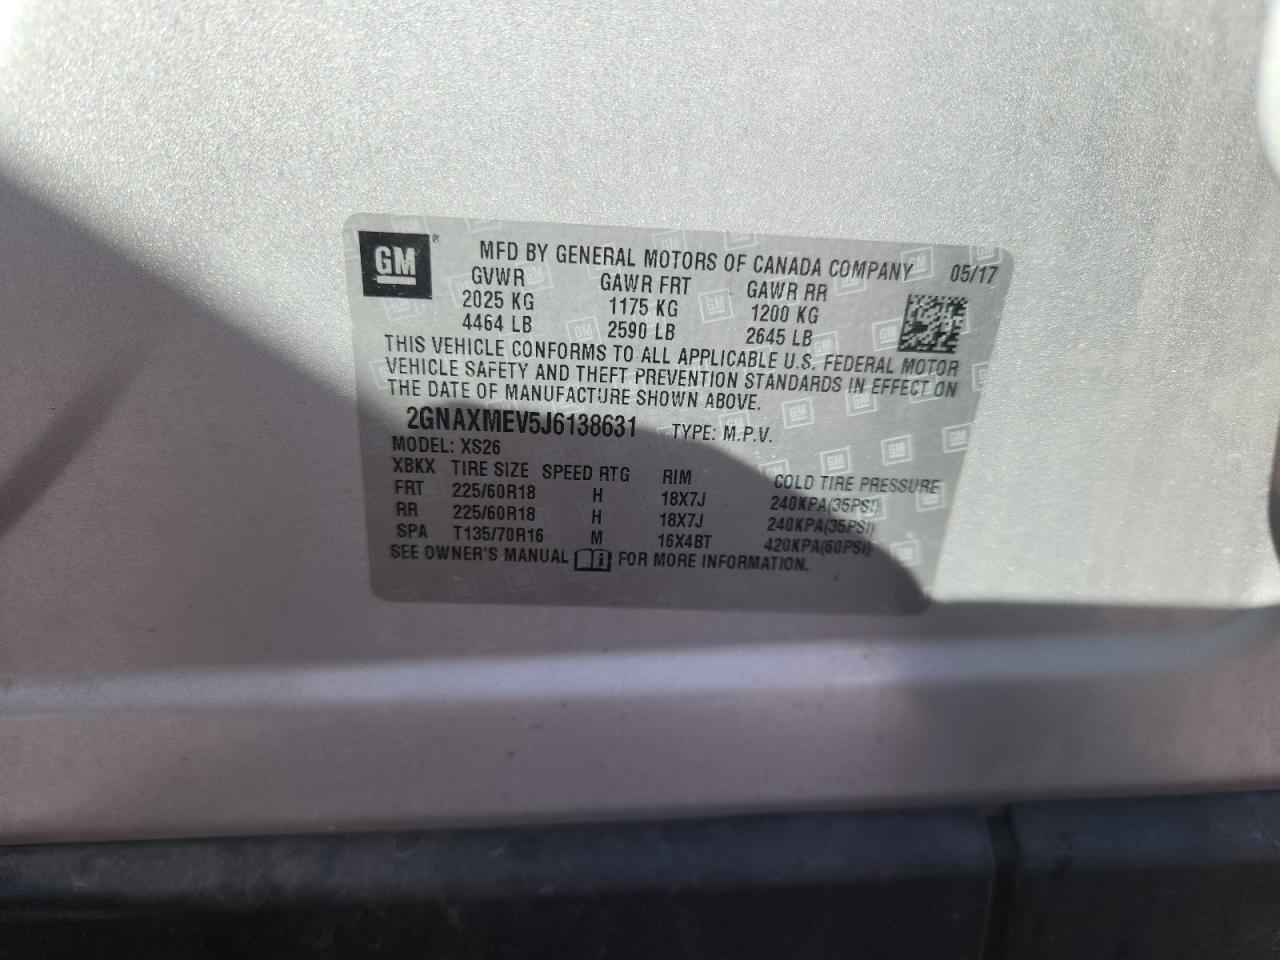 GM®
MFD BY GENERAL MOTORS OF CANADA COMPANY 05/17
GVWR GAWR FRT GAWR RR
2025 KG 1175 KG 1200 KG
4464 LB 2590 LB 2645 LB
THIS VEHICLE CONFORMS TO ALL APPLICABLE U.S. FEDERAL MOTOR
VEHICLE SAFETY AND THEFT PREVENTION STANDARDS IN EFFECT ON
THE DATE OF MANUFACTURE SHOWN ABOVE.
2GNAXMEV5J6138631 TYPE: M.P.V.
MODEL: XS26
XBKX TIRE SIZE SPEED RTG RIM COLD TIRE PRESSURE
FRT 225/60R18 H 18X7J 240KPA(35PSI)
RR 225/60R18 H 18X7J 240KPA(35PSI)
SPA T135/70R16 M 16X4BT 420KPA(60PSI)
SEE OWNER'S MANUAL FOR MORE INFORMATION.